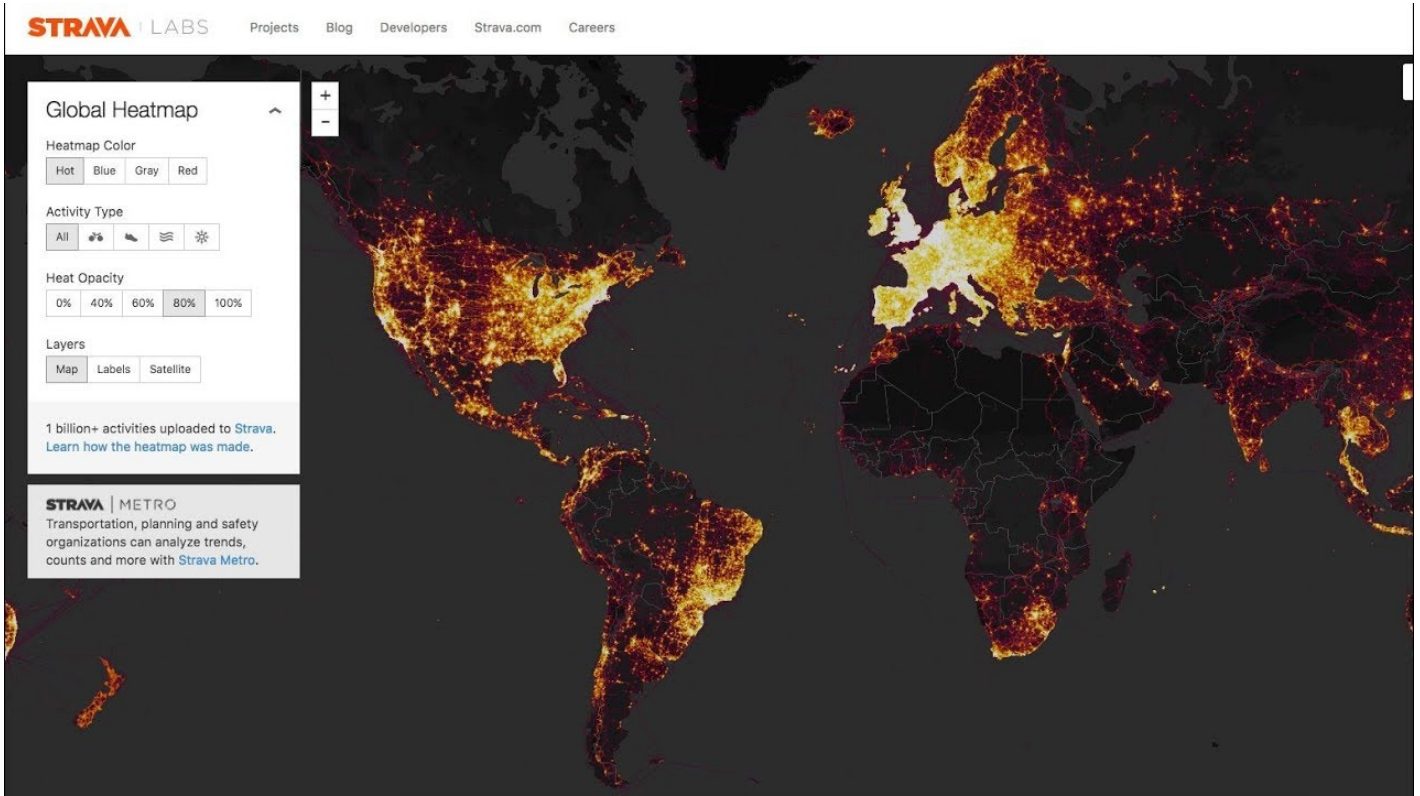 STRAVA | LABS Projects Blog Developers Strava.com Careers
Global Heatmap
+
-
Heatmap Color
Hot Blue Gray Red
Activity Type
All
Heat Opacity
0% 40% 60% 80% 100%
Layers
Map Labels Satellite
1 billion+ activities uploaded to Strava.
Learn how the heatmap was made.
STRAVA | METRO
Transportation, planning and safety
organizations can analyze trends,
counts and more with Strava Metro.